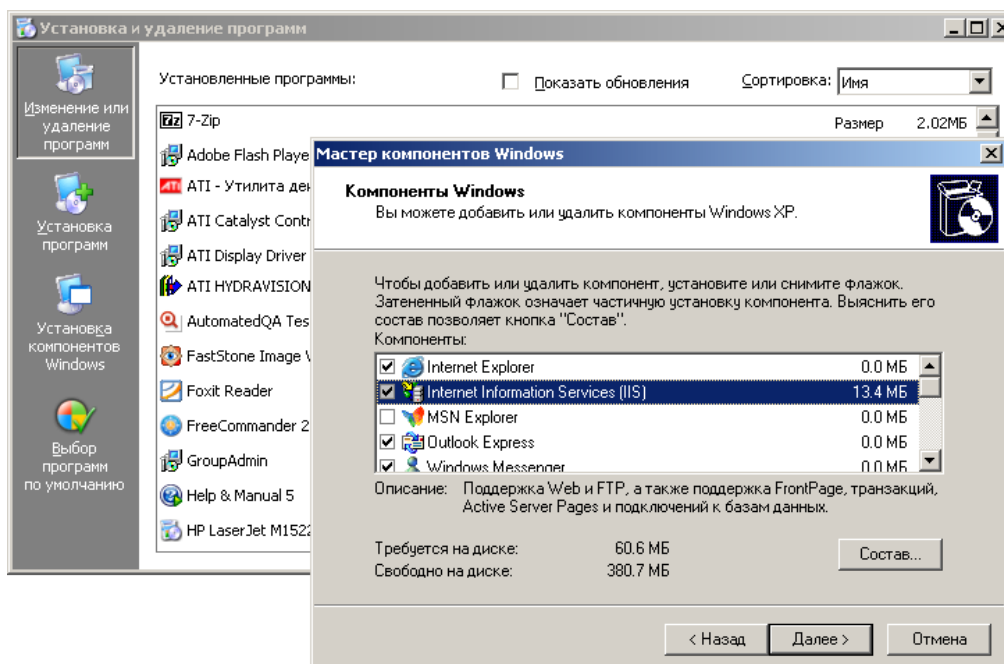 Установка и удаление программ
Изменение или
удаление
программ
Установка
программ
Установка
компонентов
Windows
Выбор
программ
по умолчанию
Установленные программы:
Показать обновления
Сортировка: Имя
7-Zip
Размер 2.02МБ
Adobe Flash Playe
ATI - Утилита де
ATI Catalyst Contr
ATI Display Driver
ATI HYDRAVISION
AutomatedQA Tes
FastStone Image V
Foxit Reader
FreeCommander 2
GroupAdmin
Help & Manual 5
HP LaserJet M1522
Мастер компонентов Windows
Компоненты Windows
Вы можете добавить или удалить компоненты Windows XP.
Чтобы добавить или удалить компонент, установите или снимите флажок.
Затененный флажок означает частичную установку компонента. Выяснить его
состав позволяет кнопка "Состав".
Компоненты:
Internet Explorer 0.0 МБ
Internet Information Services (IIS) 13.4 МБ
MSN Explorer 0.0 МБ
Outlook Express 0.0 МБ
Windows Messenger 0.0 МБ
Описание: Поддержка Web и FTP, а также поддержка FrontPage, транзакций,
Active Server Pages и подключений к базам данных.
Требуется на диске: 60.6 МБ
Свободно на диске: 380.7 МБ
Состав...
< Назад
Далее >
Отмена